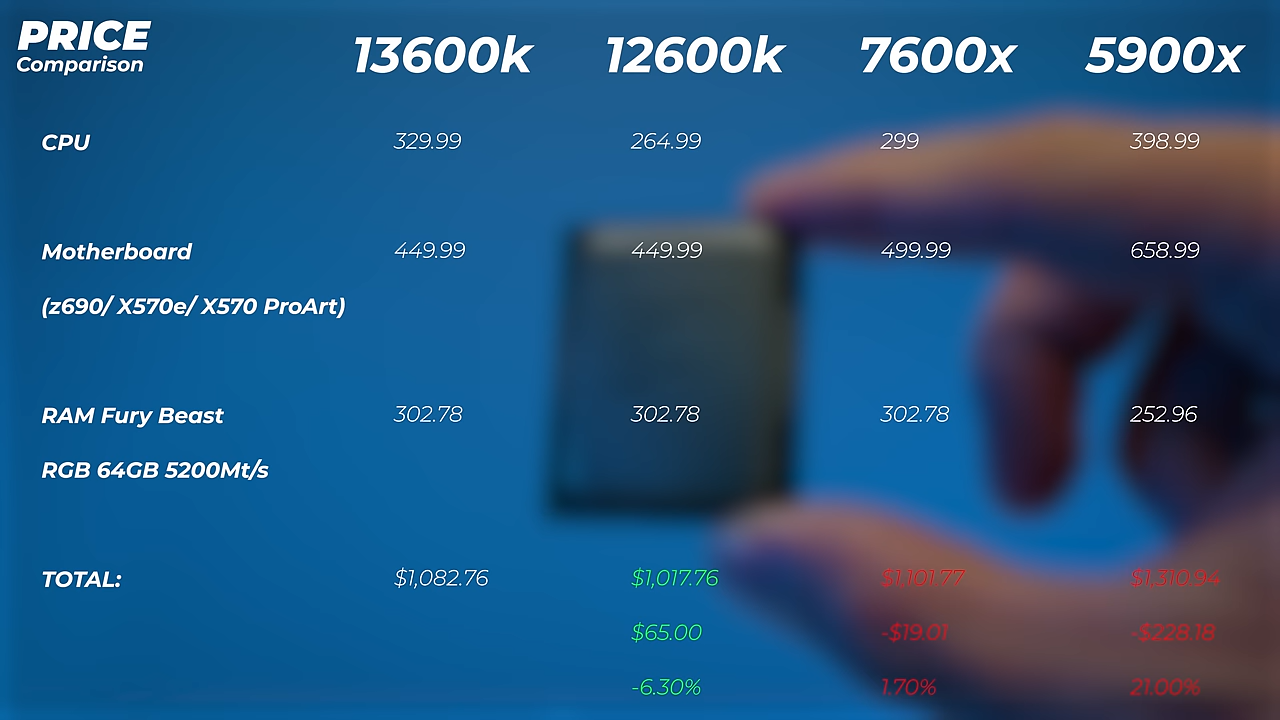 PRICE
Comparison
13600k 12600k 7600x 5900x
CPU 329.99 264.99 299 398.99
Motherboard 449.99 449.99 499.99 658.99
(z690/ X570e/ X570 ProArt)
RAM Fury Beast 302.78 302.78 302.78 252.96
RGB 64GB 5200Mt/s
TOTAL: $1,082.76 $1,017.76 $1,101.77 $1,310.94
$65.00 -$19.01 -$228.18
-6.30% 1.70% 21.00%